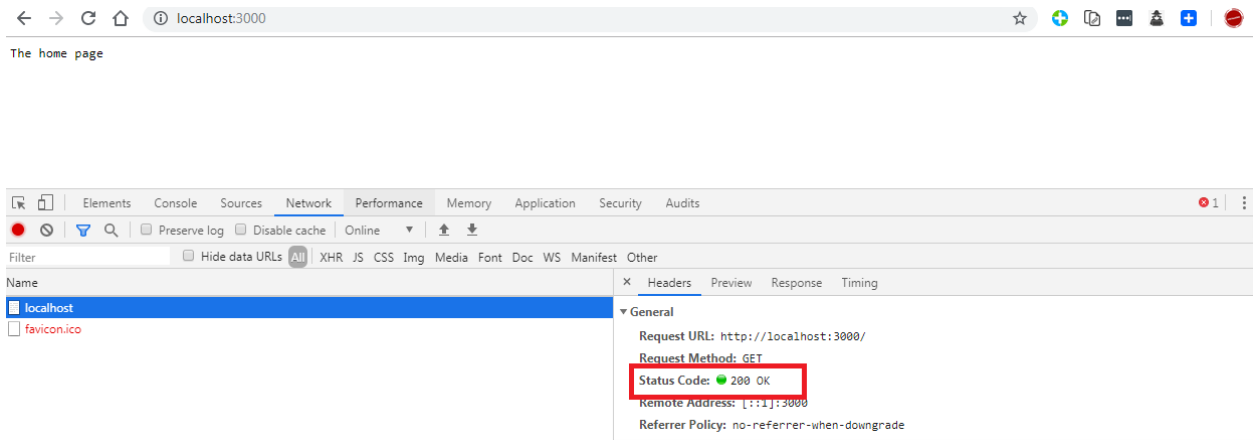 localhost:3000
The home page
Elements Console Sources Network Performance Memory Application Security Audits 1
Preserve log Disable cache Online
Filter Hide data URLs All XHR JS CSS Img Media Font Doc WS Manifest Other
Name × Headers Preview Response Timing
localhost
General
favicon.ico
Request URL: http://localhost:3000/
Request Method: GET
Status Code: 200 OK
Remote Address: [::1]:3000
Referrer Policy: no-referrer-when-downgrade